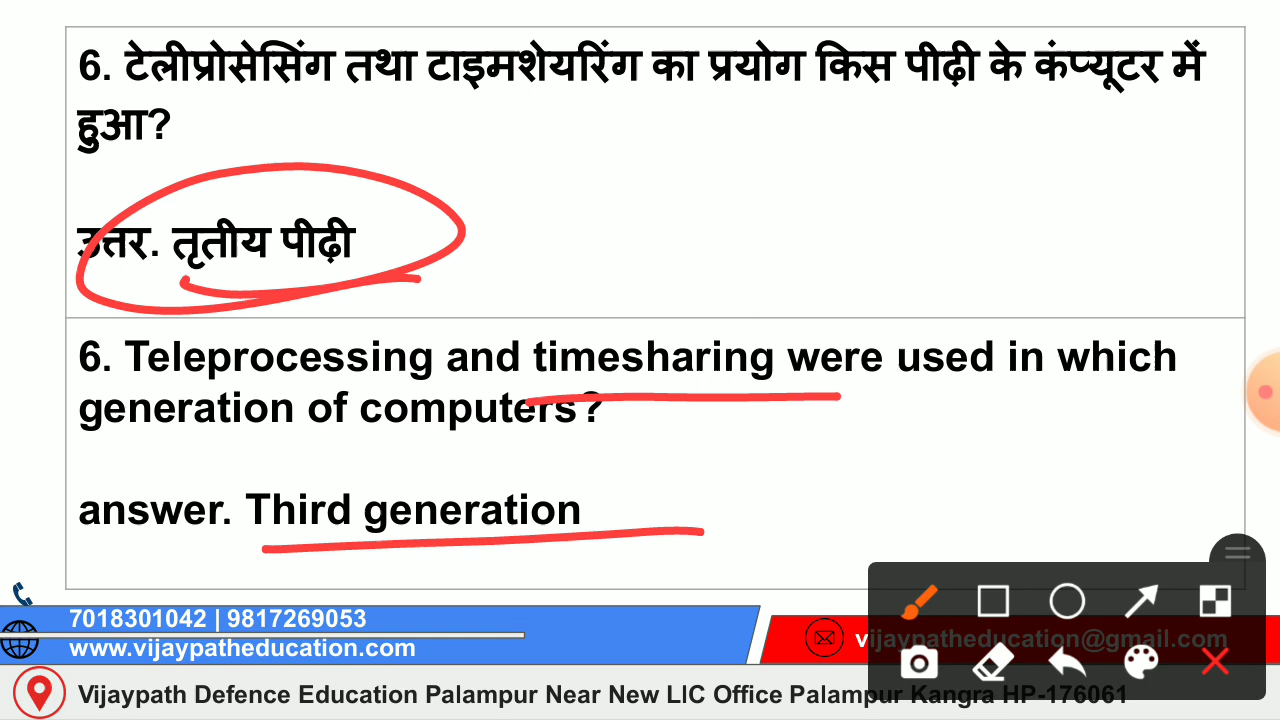 6. टेलीप्रोसेसिंग तथा टाइमशेयरिंग का प्रयोग किस पीढ़ी के कंप्यूटर में
हुआ?
उत्तर. तृतीय पीढ़ी
6. Teleprocessing and timesharing were used in which
generation of computers?
answer. Third generation
7018301042 | 9817269053
www.vijaypatheducation.com
vijaypatheducation@gmail.com
Vijaypath Defence Education Palampur Near New LIC Office Palampur Kangra HP-176061